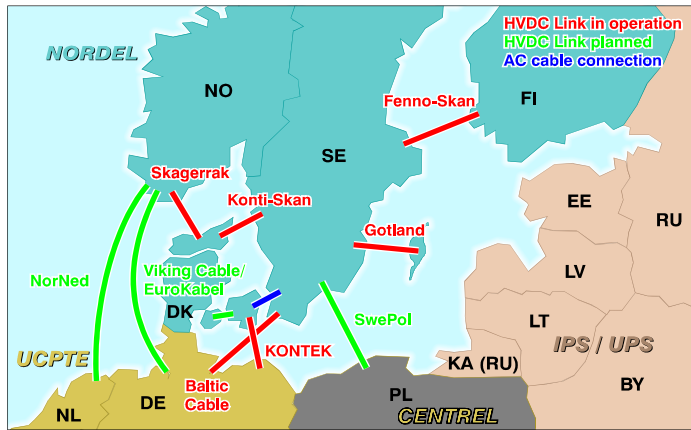 HVDC Link in operation
HVDC Link planned
AC cable connection
NORDEL
NO
Fenno-Skan
FI
SE
Skagerrak
Konti-Skan
EE
RU
Gotland
NorNed
Viking Cable/
EuroKabel
LV
DK
SwePol
LT
UCPTE
KONTEK
KA (RU)
IPS / UPS
Baltic
Cable
BY
NL
DE
PL
CENTREL